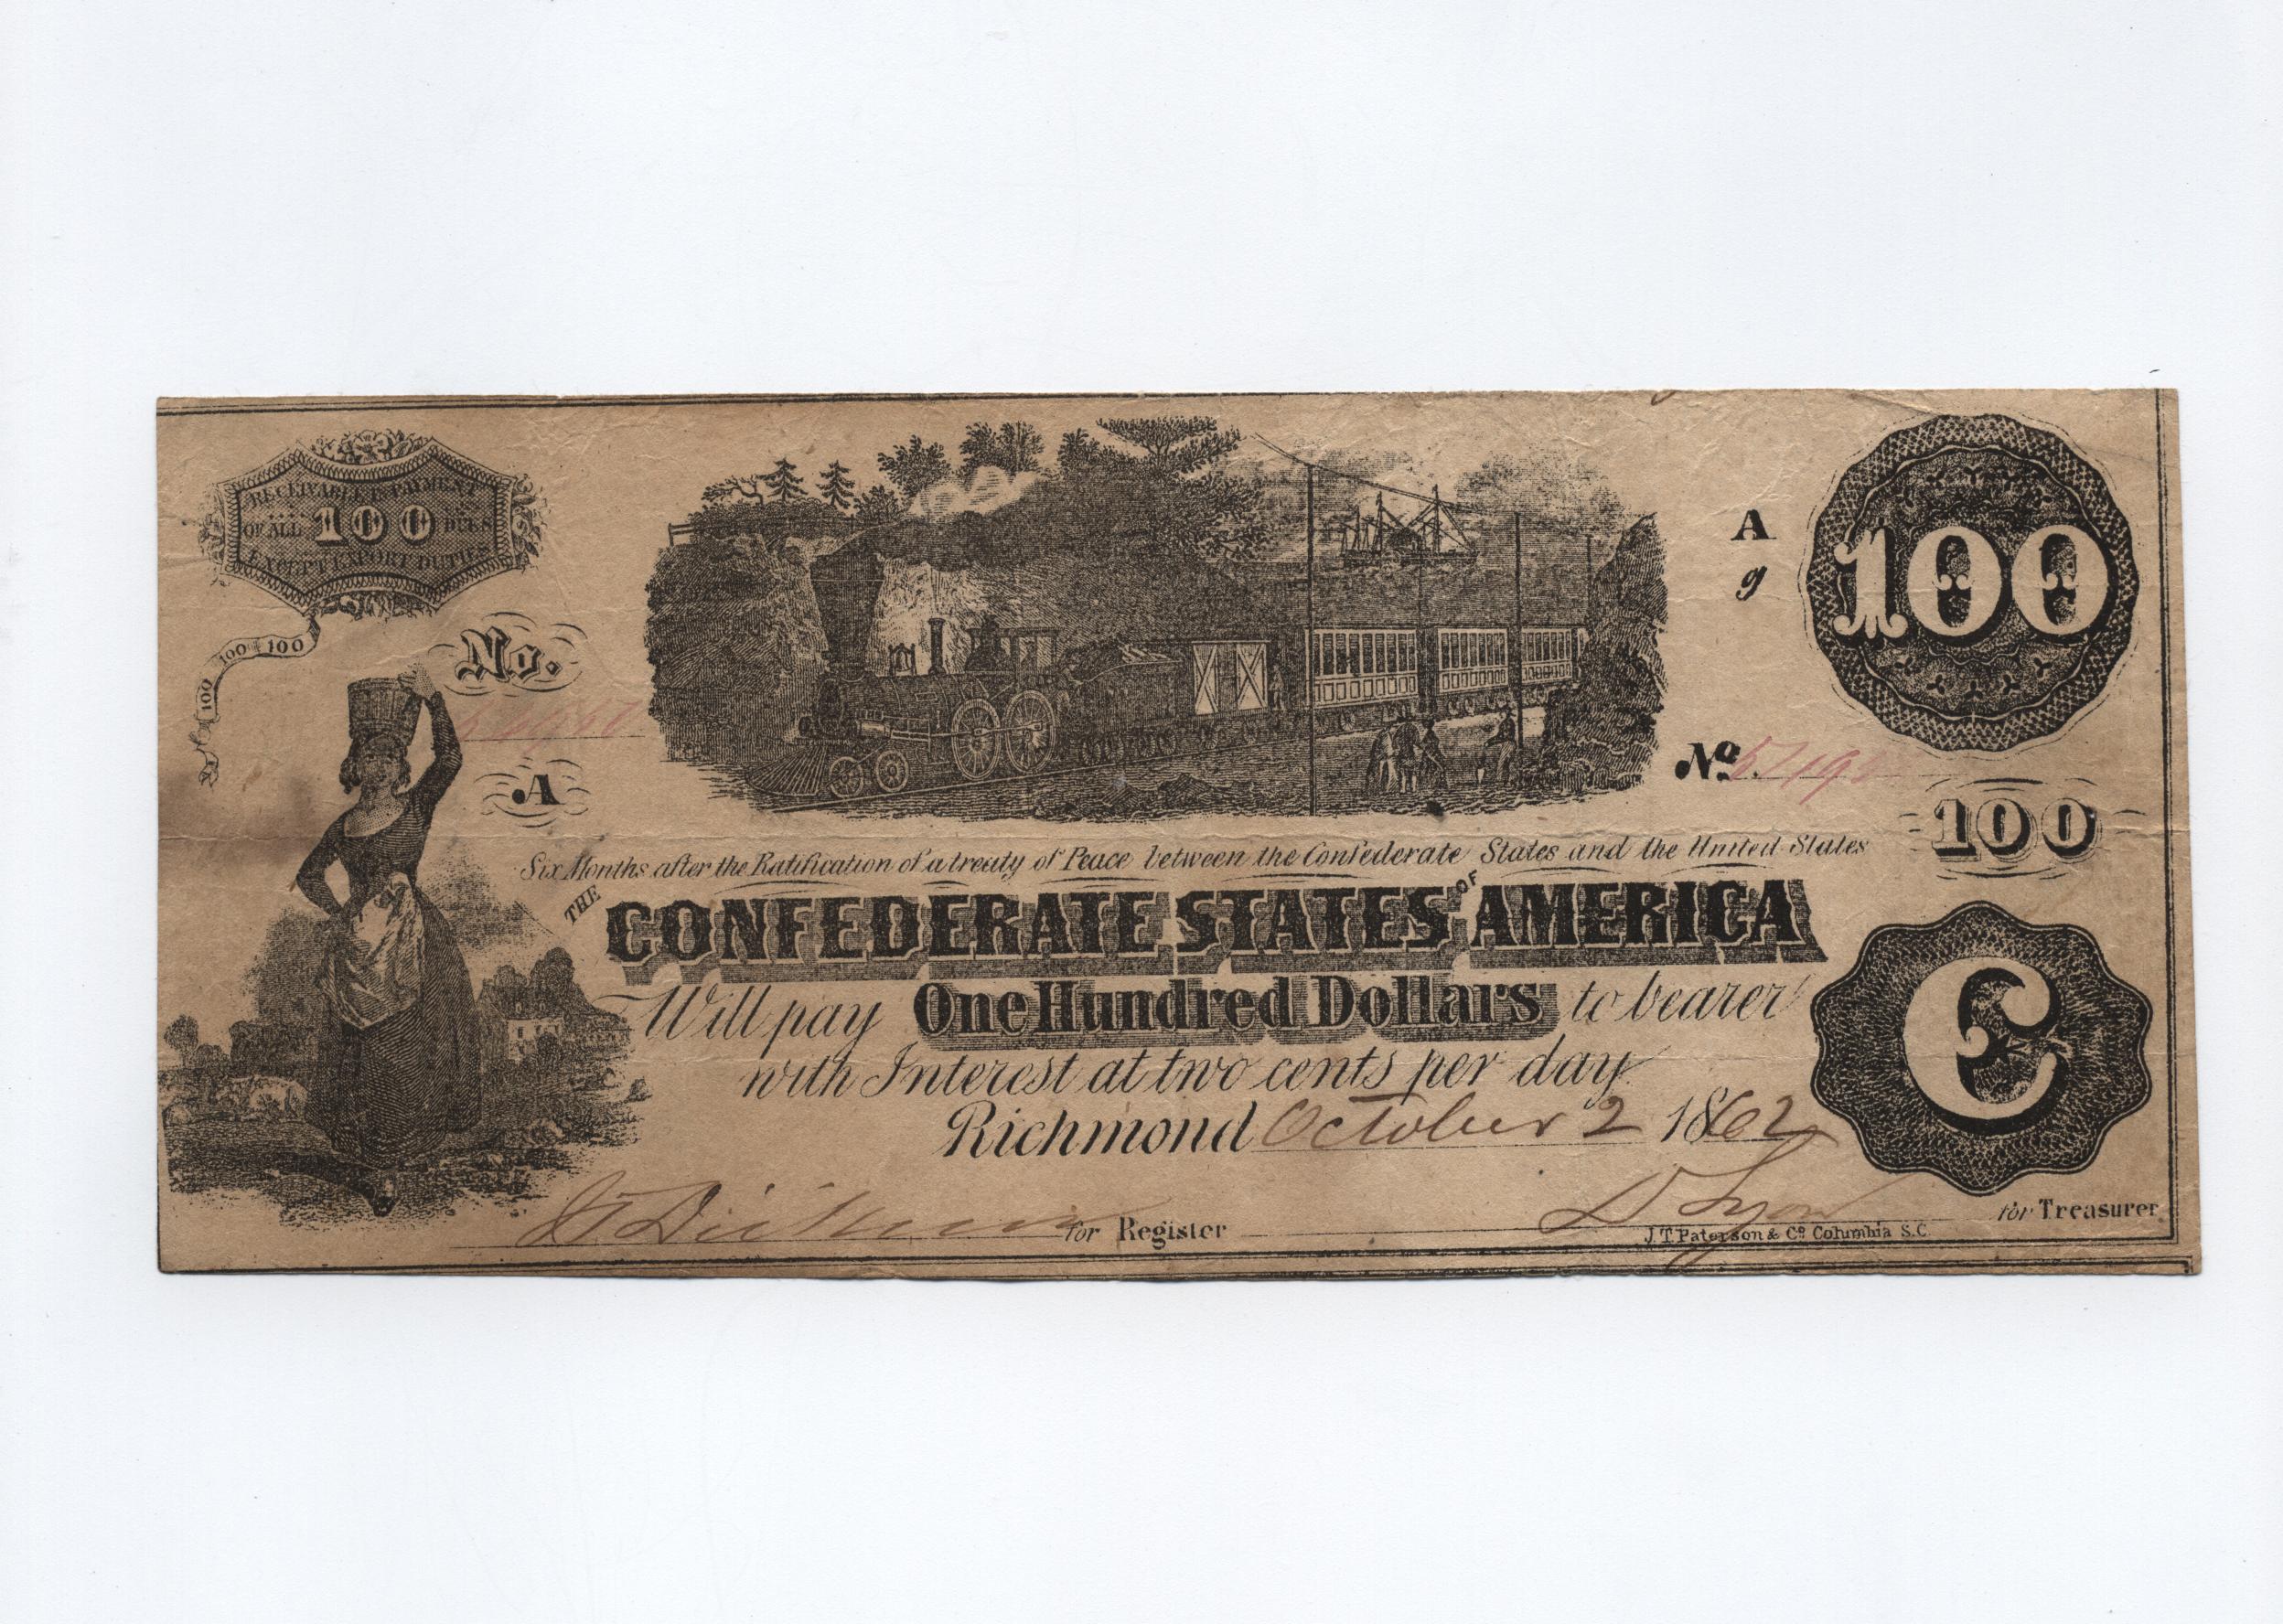 RECEIVABLE IN PAYMENT
OF ALL 100 DUES
EXCEPT EXPORT DUTIES
100 100
100
No.
A
A
g
100
No.
100
Six Months after the Ratification of a treaty of Peace between the Confederate States and the United States
THE CONFEDERATE STATES OF AMERICA
Will pay One Hundred Dollars to bearer
with Interest at two cents per day.
Richmond October 2 1862
C
for Register
for Treasurer
J.T. Paterson & Co. Columbia S.C.